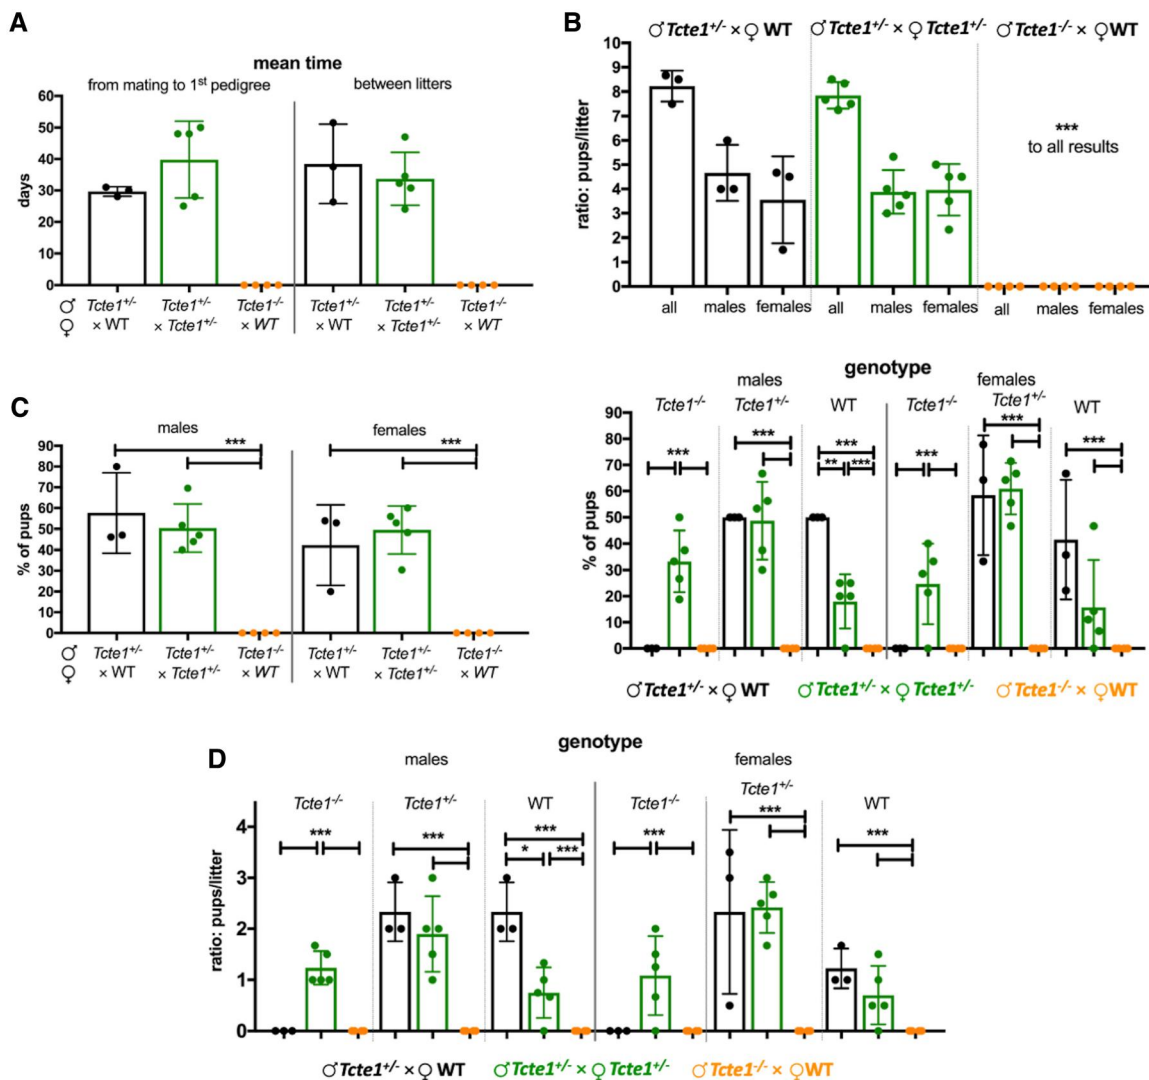 A
mean time
from mating to 1st pedigree
between litters
60
50
40
30
20
10
0
days
♂ Tcte1+/- Tcte1+/- Tcte1-/- Tcte1+/- Tcte1+/- Tcte1-/-
♀ × WT × Tcte1+/- × WT × WT × Tcte1+/- × WT
B
♂Tcte1+/- × ♀ WT ♂Tcte1+/- × ♀ Tcte1+/- ♂Tcte1-/- × ♀WT
10
9
8
7
6
5
4
3
2
1
0
ratio: pups/litter
***
to all results
all males females all males females all males females
C
males
females
*** ***
90
80
70
60
50
40
30
20
10
0
% of pups
♂ Tcte1+/- Tcte1+/- Tcte1-/- Tcte1+/- Tcte1+/- Tcte1-/-
♀ × WT × Tcte1+/- × WT × WT × Tcte1+/- × WT
genotype
males females
Tcte1-/- Tcte1+/- WT Tcte1-/- Tcte1+/- WT
90
80
70
60
50
40
30
20
10
0
% of pups
*** *** *** *** *** ***
** ***
♂Tcte1+/- × ♀ WT ♂Tcte1+/- × ♀ Tcte1+/- ♂Tcte1-/- × ♀WT
D
genotype
males females
Tcte1-/- Tcte1+/- WT Tcte1-/- Tcte1+/- WT
4
3
2
1
0
ratio: pups/litter
*** *** *** *** *** ***
* ***
♂Tcte1+/- × ♀ WT ♂Tcte1+/- × ♀ Tcte1+/- ♂Tcte1-/- × ♀WT